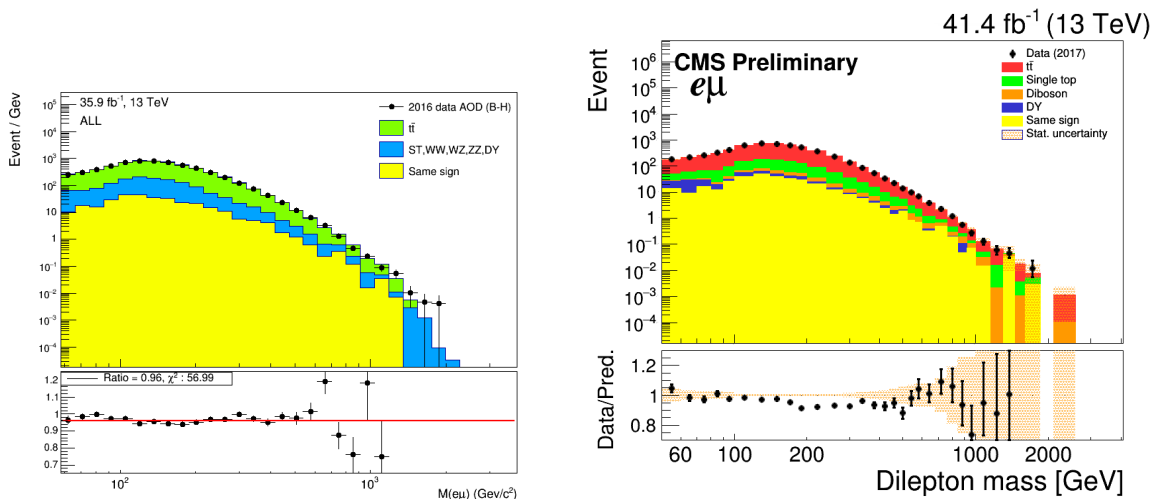 35.9 fb⁻¹, 13 TeV
ALL
Event / Gev
10⁵
10⁴
10³
10²
10
1
10⁻¹
10⁻²
10⁻³
10⁻⁴
2016 data AOD (B-H)
tt̄
ST,WW,WZ,ZZ,DY
Same sign
Ratio = 0.96, χ² : 56.99
1.2
1.1
1
0.9
0.8
0.7
10²
10³
M(eμ) (Gev/c²)
41.4 fb⁻¹ (13 TeV)
CMS Preliminary
eμ
Event
10⁶
10⁵
10⁴
10³
10²
10
1
10⁻¹
10⁻²
10⁻³
10⁻⁴
Data (2017)
tt̄
Single top
Diboson
DY
Same sign
Stat. uncertainty
Data/Pred.
1.2
1.0
0.8
60
100
200
1000
2000
Dilepton mass [GeV]